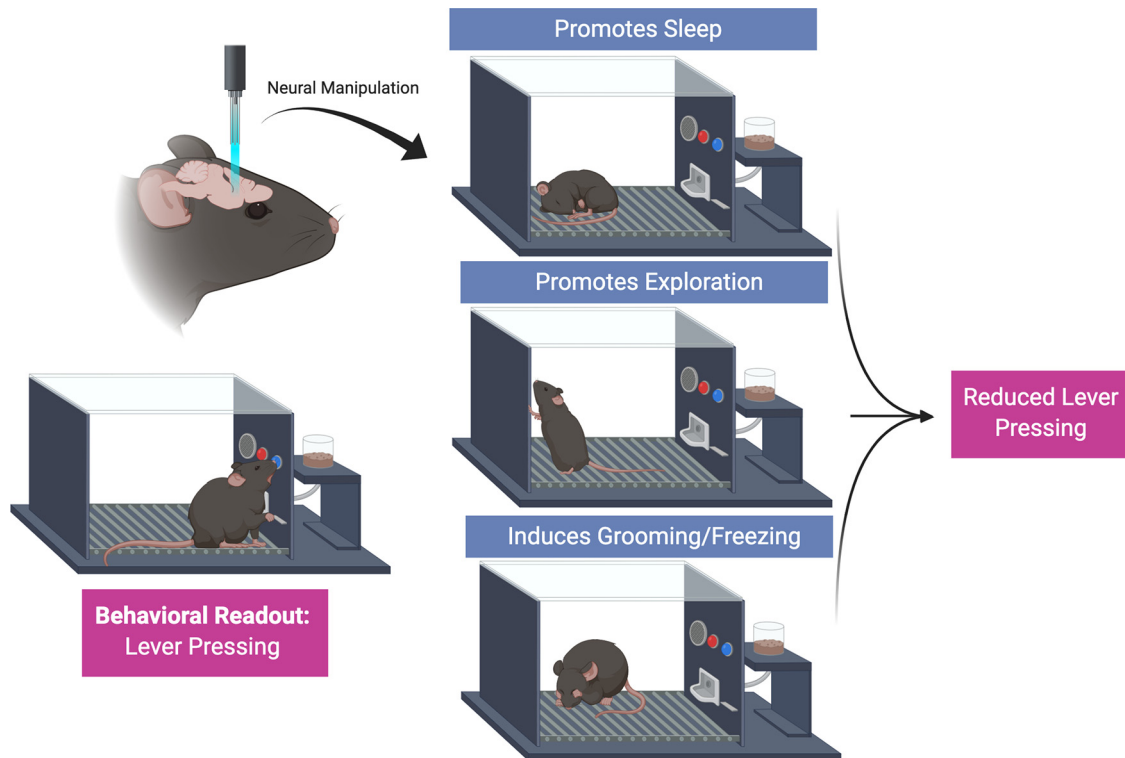 Promotes Sleep
Neural Manipulation
Promotes Exploration
Reduced Lever
Pressing
Induces Grooming/Freezing
Behavioral Readout:
Lever Pressing